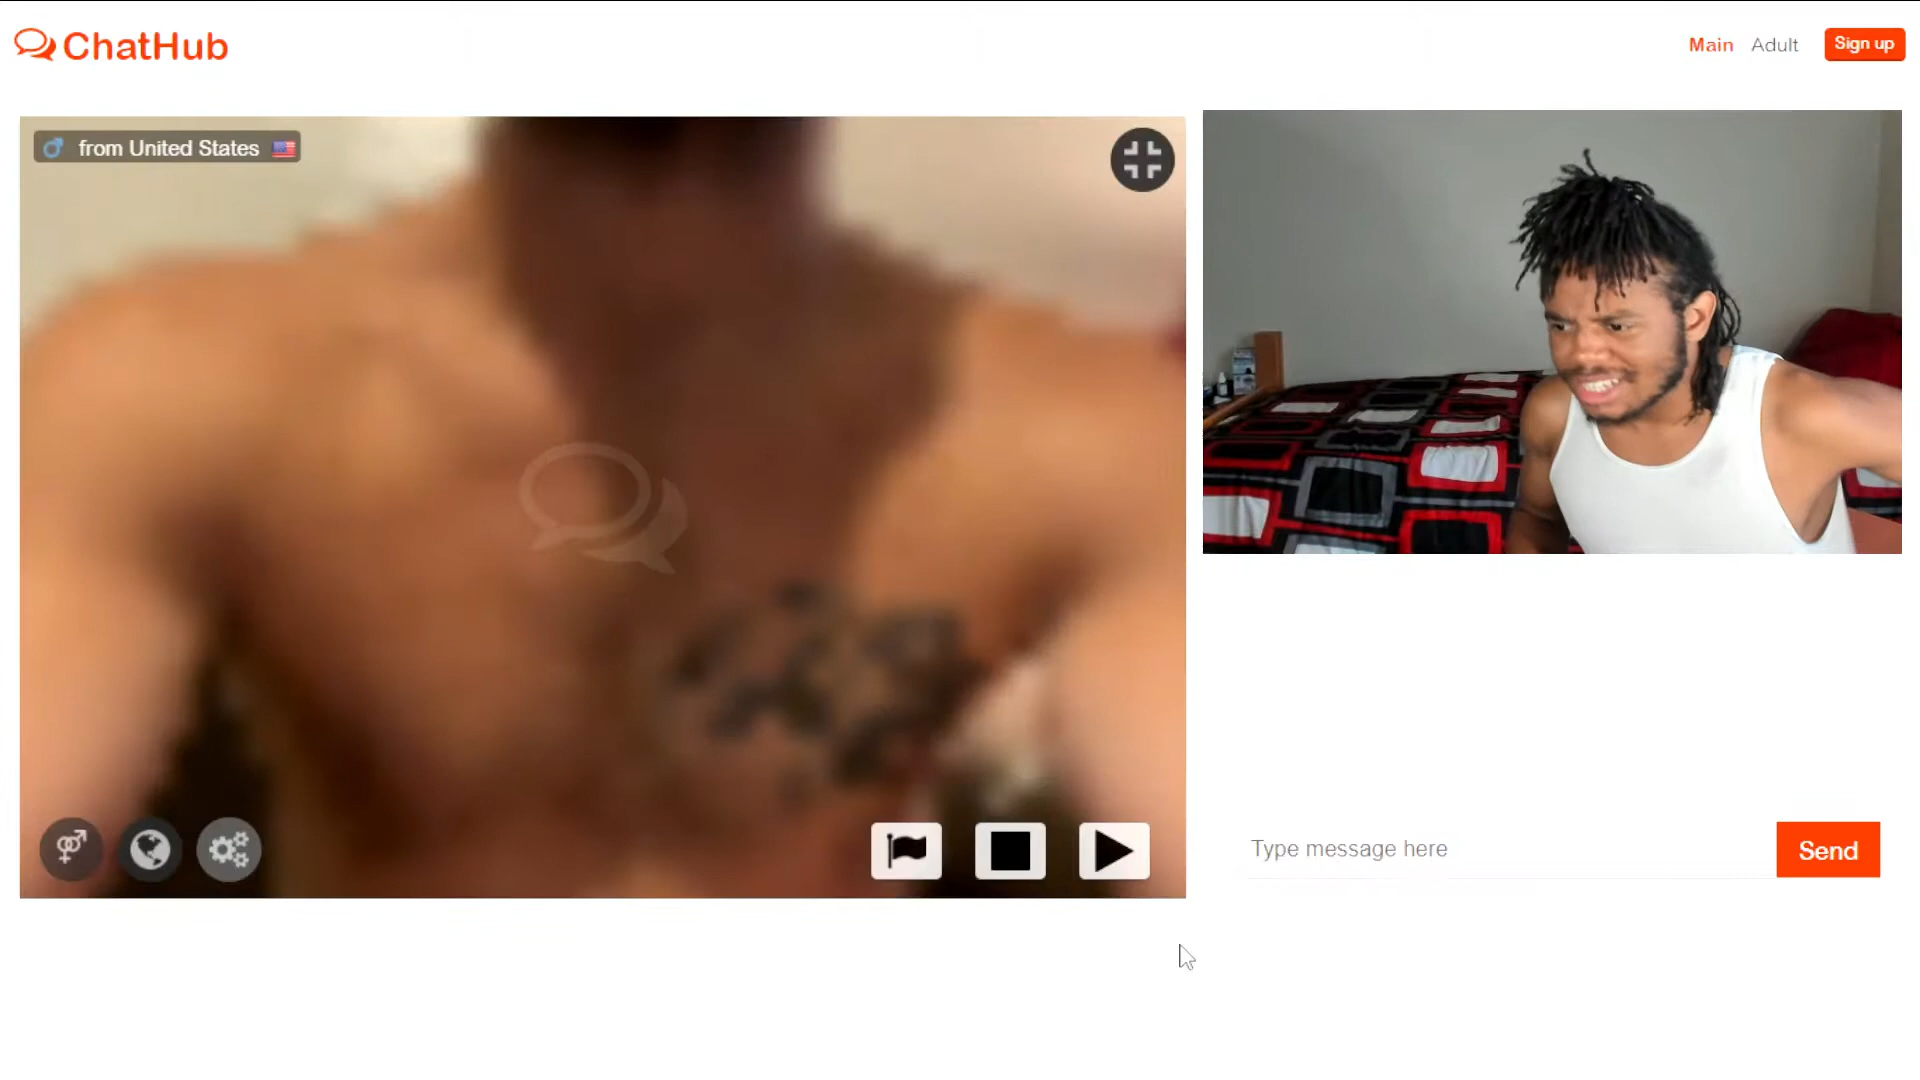 ChatHub
Main
Adult
Sign up
from United States
Type message here
Send